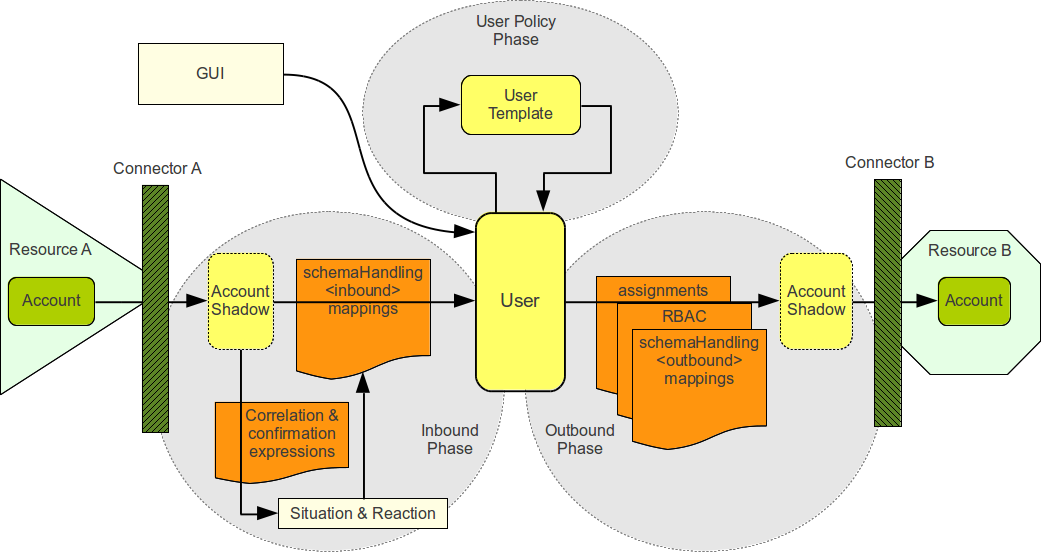 User Policy
Phase
GUI
User
Template
Connector A
Connector B
Resource A
Account
Account
Shadow
schemaHandling
<inbound>
mappings
User
assignments
RBAC
schemaHandling
<outbound>
mappings
Account
Shadow
Resource B
Account
Correlation &
confirmation
expressions
Inbound
Phase
Outbound
Phase
Situation & Reaction